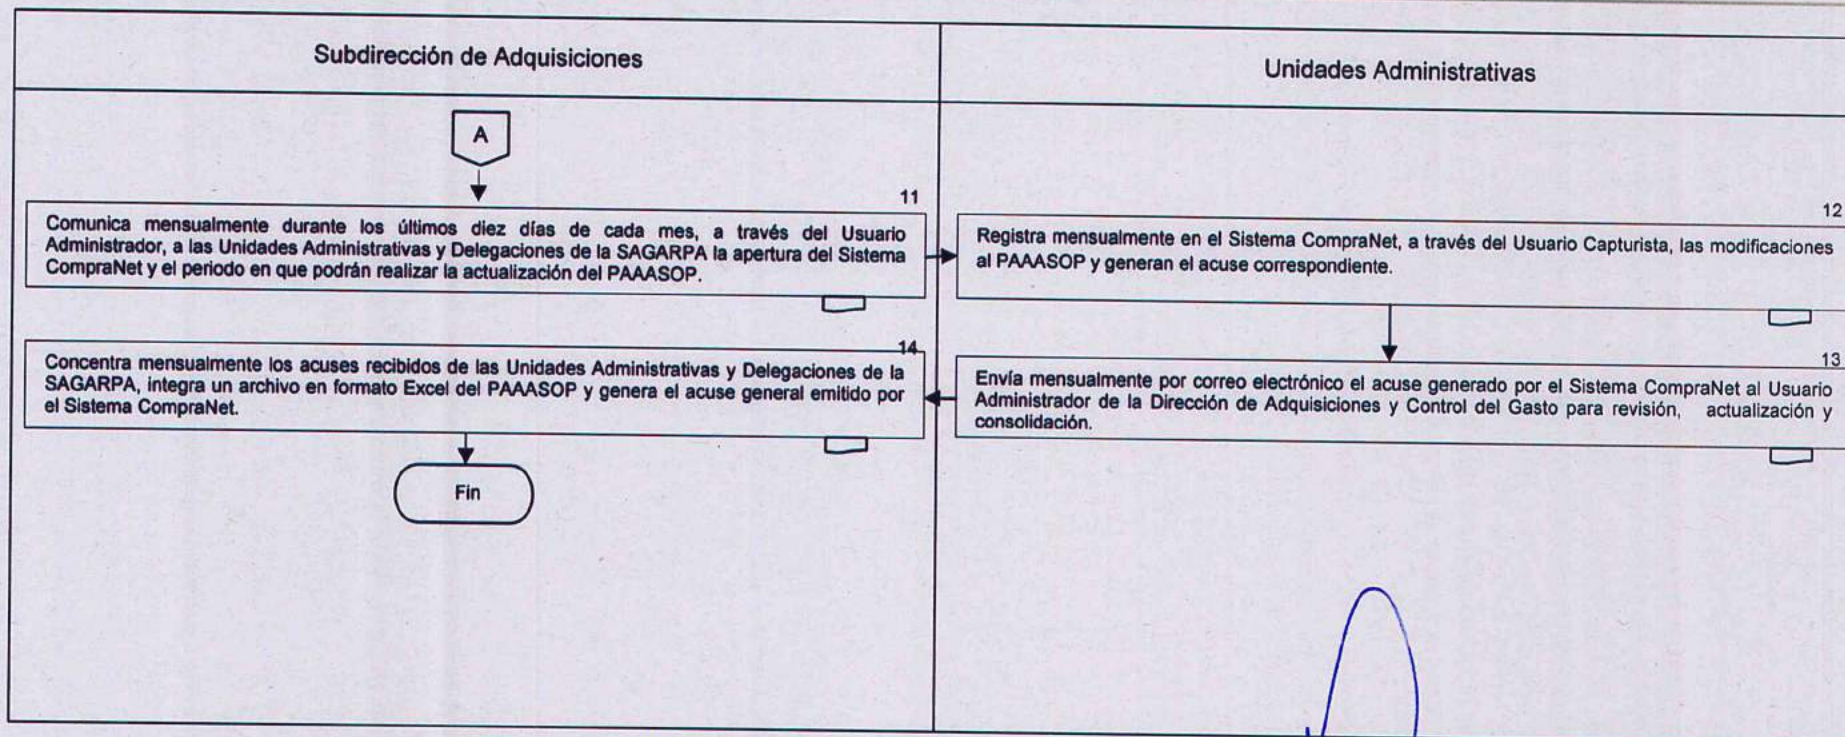 Subdirección de Adquisiciones
Unidades Administrativas
A
11
Comunica mensualmente durante los últimos diez días de cada mes, a través del Usuario
Administrador, a las Unidades Administrativas y Delegaciones de la SAGARPA la apertura del Sistema
CompraNet y el periodo en que podrán realizar la actualización del PAAASOP.
12
Registra mensualmente en el Sistema CompraNet, a través del Usuario Capturista, las modificaciones
al PAAASOP y generan el acuse correspondiente.
13
Envía mensualmente por correo electrónico el acuse generado por el Sistema CompraNet al Usuario
Administrador de la Dirección de Adquisiciones y Control del Gasto para revisión, actualización y
consolidación.
14
Concentra mensualmente los acuses recibidos de las Unidades Administrativas y Delegaciones de la
SAGARPA, integra un archivo en formato Excel del PAAASOP y genera el acuse general emitido por
el Sistema CompraNet.
Fin